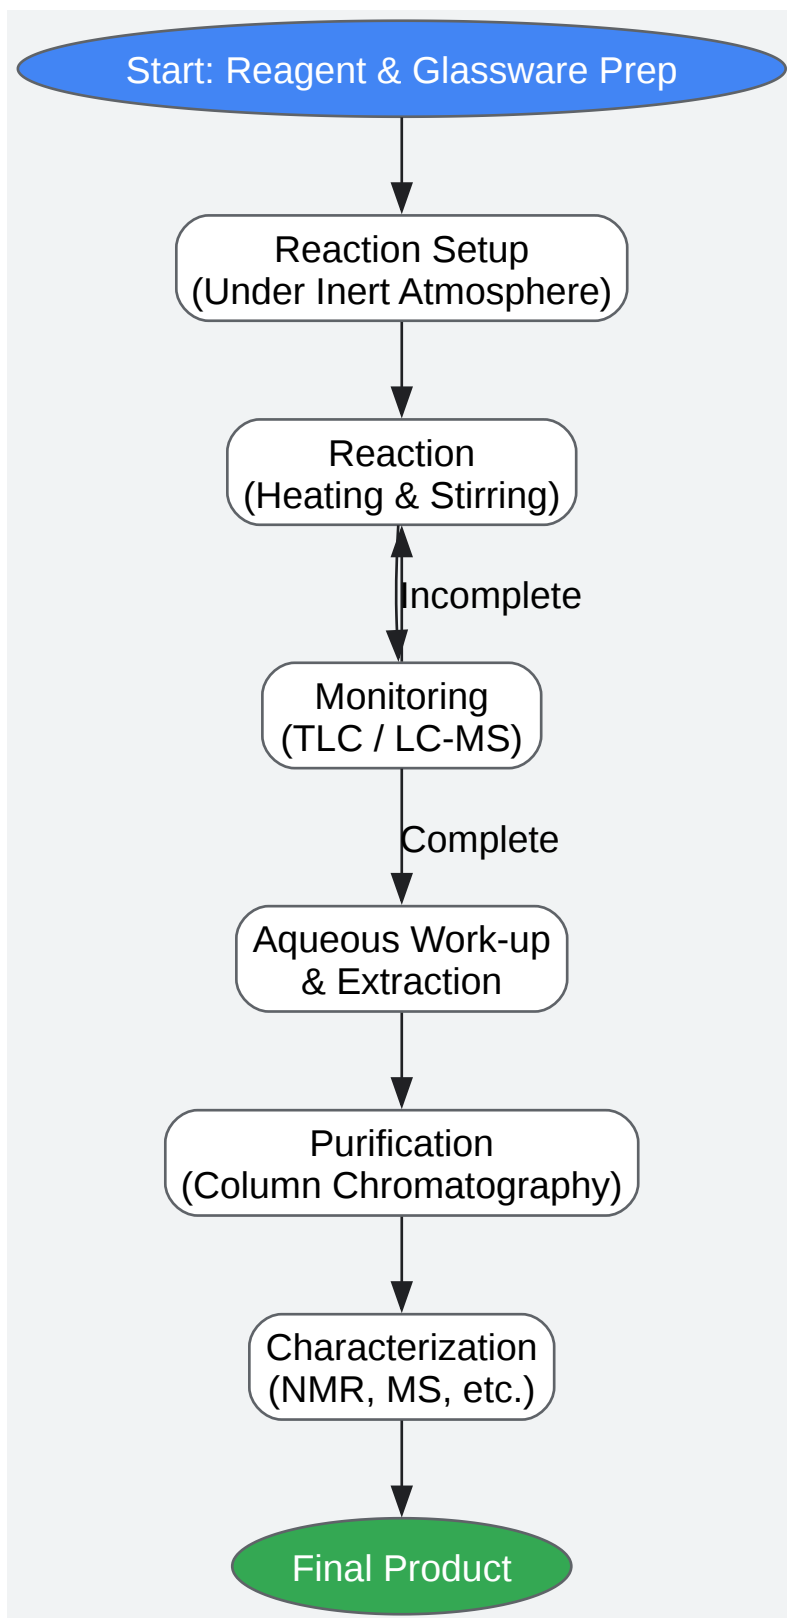 Start: Reagent & Glassware Prep
Reaction Setup
(Under Inert Atmosphere)
Reaction
(Heating & Stirring)
Incomplete
Monitoring
(TLC / LC-MS)
Complete
Aqueous Work-up
& Extraction
Purification
(Column Chromatography)
Characterization
(NMR, MS, etc.)
Final Product